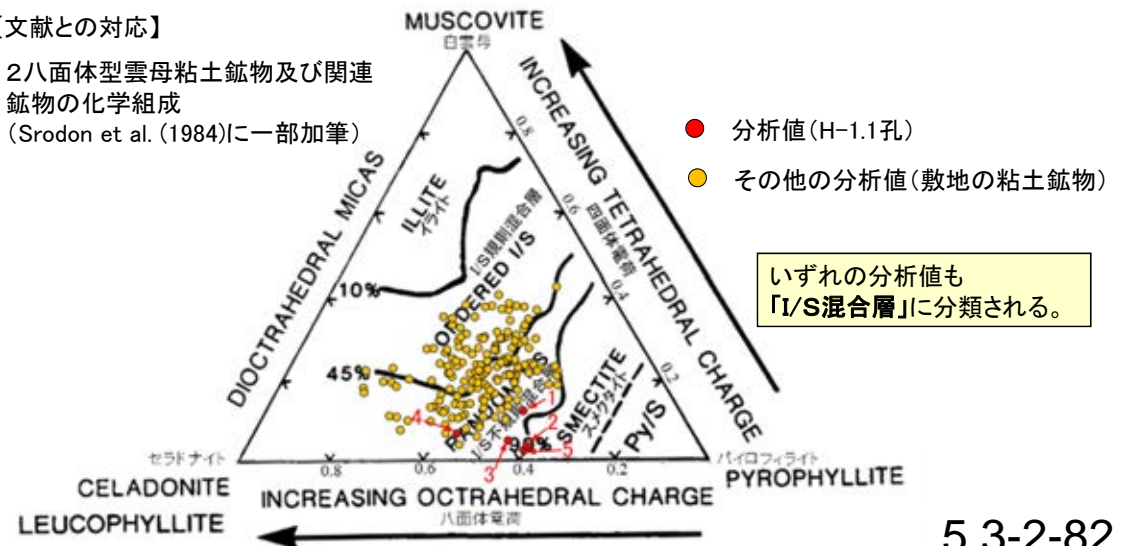 【文献との対応】
2八面体型雲母粘土鉱物及び関連
鉱物の化学組成
(Srodon et al. (1984)に一部加筆)
MUSCOVITE
白雲母
分析値(H-1.1孔)
その他の分析値(敷地の粘土鉱物)
いずれの分析値も
「I/S混合層」に分類される。
DIOCTRAHEDRAL MICAS
INCREASING TETRAHEDRAL CHARGE
四面体電荷
0.8
0.6
0.4
0.2
ILLITE
イライト
I/S規則混合層
ORDERED I/S
10%
45%
I/S不規則混合層
SMECTITE
スメクタイト
Py/S
1
2
3
4
5
セラドナイト
CELADONITE
LEUCOPHYLLITE
0.8
0.6
0.4
0.2
パイロフィライト
PYROPHYLLITE
INCREASING OCTRAHEDRAL CHARGE
八面体電荷
5.3-2-82